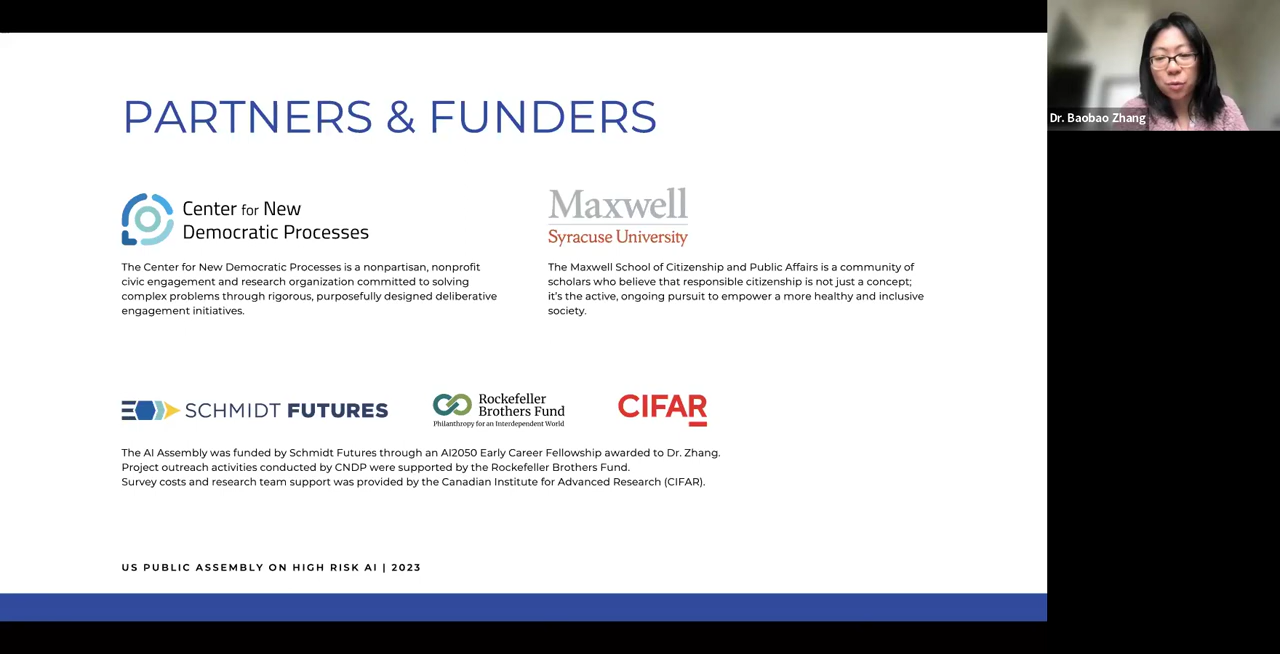 PARTNERS & FUNDERS
Center for New
Democratic Processes
The Center for New Democratic Processes is a nonpartisan, nonprofit
civic engagement and research organization committed to solving
complex problems through rigorous, purposefully designed deliberative
engagement initiatives.
Maxwell
Syracuse University
The Maxwell School of Citizenship and Public Affairs is a community of
scholars who believe that responsible citizenship is not just a concept;
it's the active, ongoing pursuit to empower a more healthy and inclusive
society.
SCHMIDT FUTURES
Rockefeller
Brothers Fund
Philanthropy for an Interdependent World
CIFAR
The AI Assembly was funded by Schmidt Futures through an AI2050 Early Career Fellowship awarded to Dr. Zhang.
Project outreach activities conducted by CNDP were supported by the Rockefeller Brothers Fund.
Survey costs and research team support was provided by the Canadian Institute for Advanced Research (CIFAR).
US PUBLIC ASSEMBLY ON HIGH RISK AI | 2023
Dr. Baobao Zhang